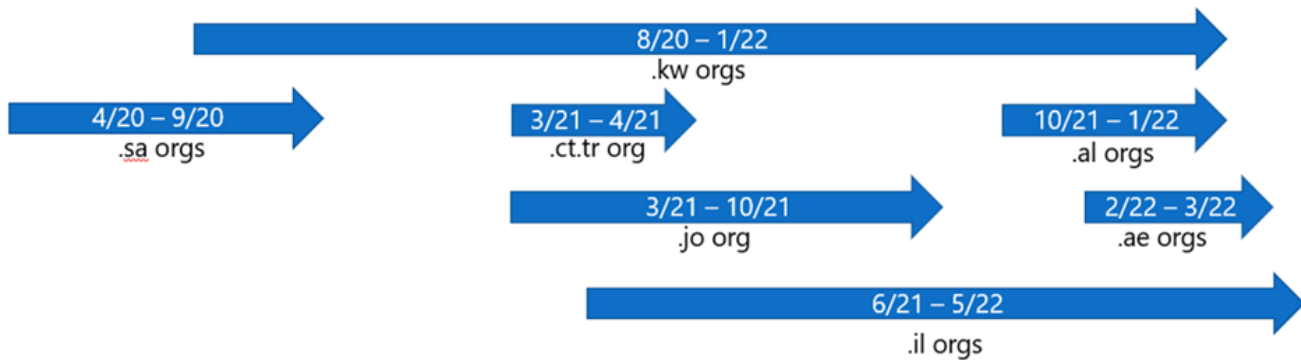 8/20 – 1/22
.kw orgs
4/20 – 9/20
.sa orgs
3/21 – 4/21
.ct.tr org
10/21 – 1/22
.al orgs
3/21 – 10/21
.jo org
2/22 – 3/22
.ae orgs
6/21 – 5/22
.il orgs